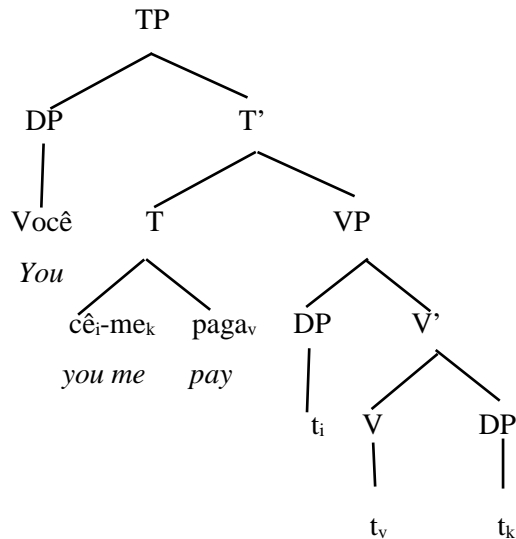 TP
DP T’
Você T VP
You
cêᵢ-meₖ pagaᵥ DP V’
you me pay
tᵢ V DP
tᵥ tₖ